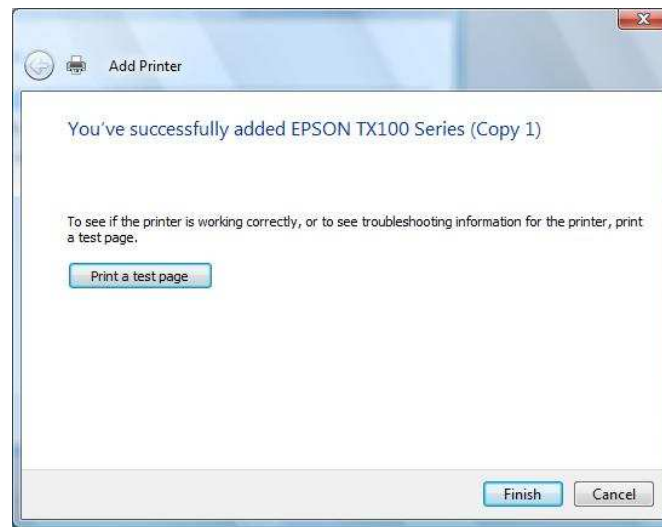 Add Printer
You've successfully added EPSON TX100 Series (Copy 1)
To see if the printer is working correctly, or to see troubleshooting information for the printer, print
a test page.
Print a test page
Finish Cancel